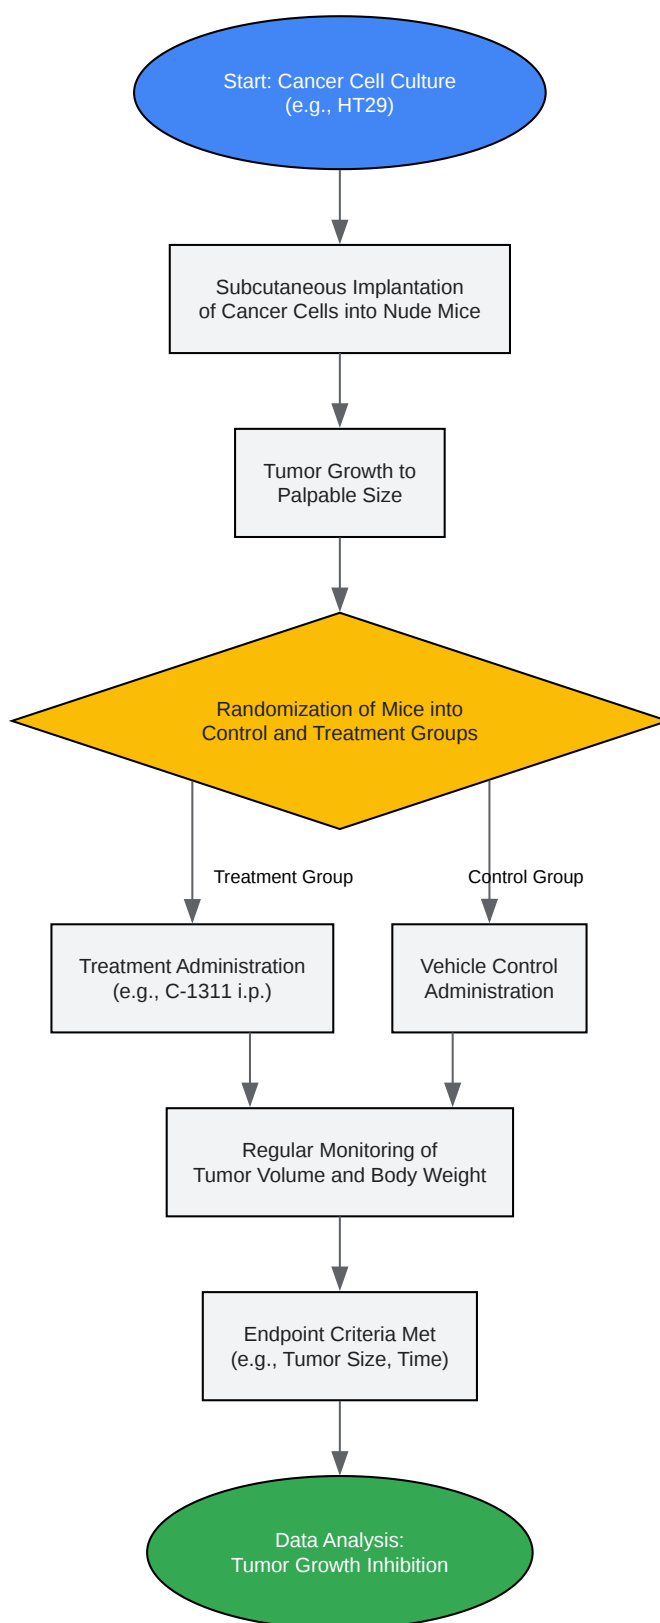 Start: Cancer Cell Culture
(e.g., HT29)
Subcutaneous Implantation
of Cancer Cells into Nude Mice
Tumor Growth to
Palpable Size
Randomization of Mice into
Control and Treatment Groups
Treatment Group
Control Group
Treatment Administration
(e.g., C-1311 i.p.)
Vehicle Control
Administration
Regular Monitoring of
Tumor Volume and Body Weight
Endpoint Criteria Met
(e.g., Tumor Size, Time)
Data Analysis:
Tumor Growth Inhibition